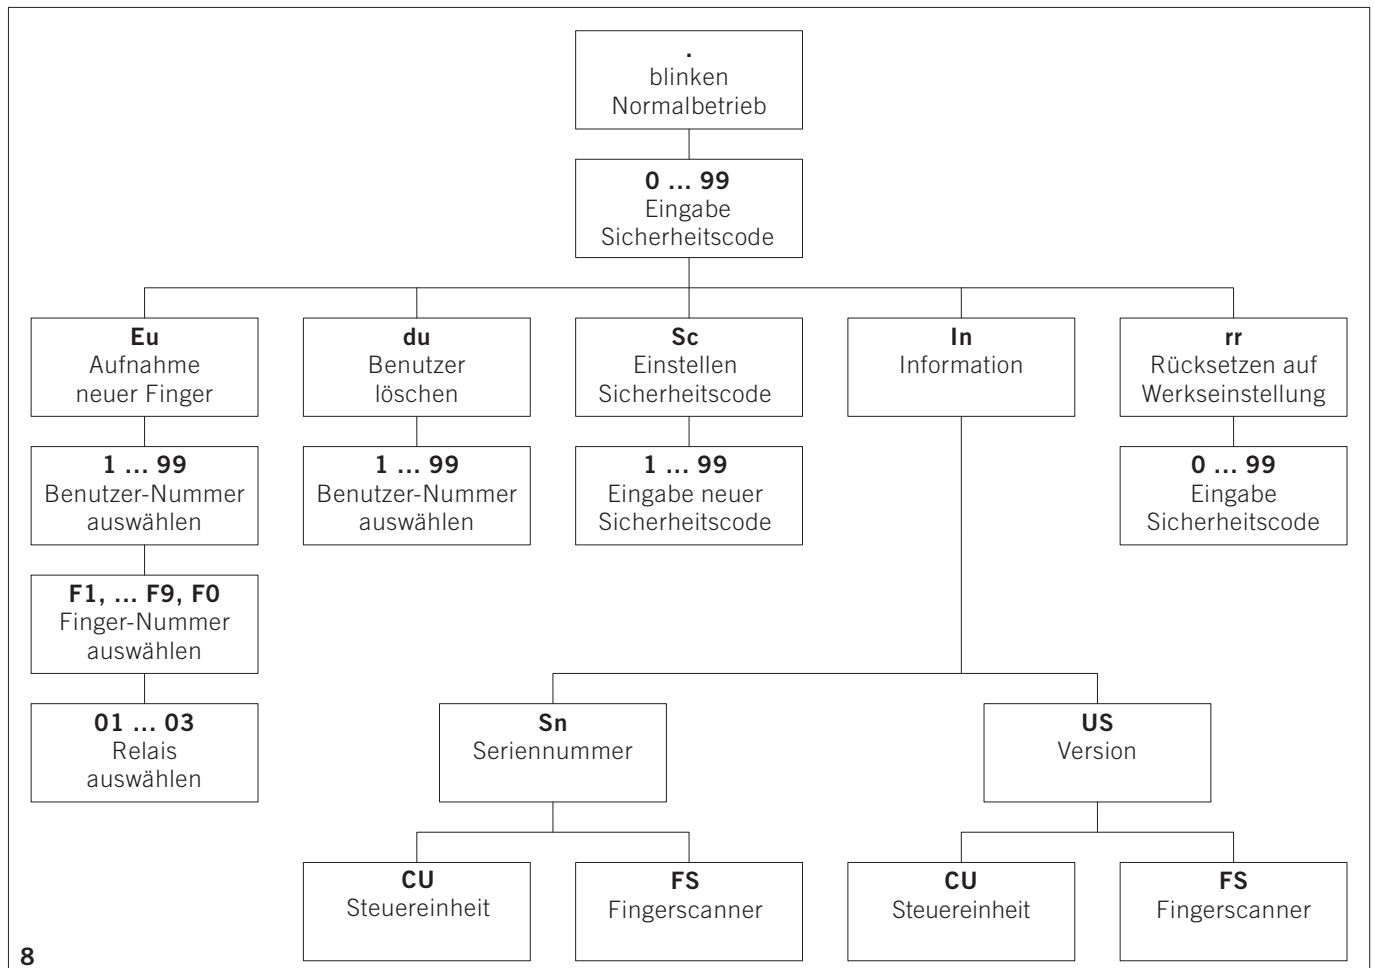 .
blinken
Normalbetrieb
0 ... 99
Eingabe
Sicherheitscode
Eu
Aufnahme
neuer Finger
du
Benutzer
löschen
Sc
Einstellen
Sicherheitscode
In
Information
rr
Rücksetzen auf
Werkseinstellung
1 ... 99
Benutzer-Nummer
auswählen
1 ... 99
Benutzer-Nummer
auswählen
1 ... 99
Eingabe neuer
Sicherheitscode
0 ... 99
Eingabe
Sicherheitscode
F1, ... F9, F0
Finger-Nummer
auswählen
01 ... 03
Relais
auswählen
Sn
Seriennummer
US
Version
CU
Steuereinheit
FS
Fingerscanner
CU
Steuereinheit
FS
Fingerscanner
8